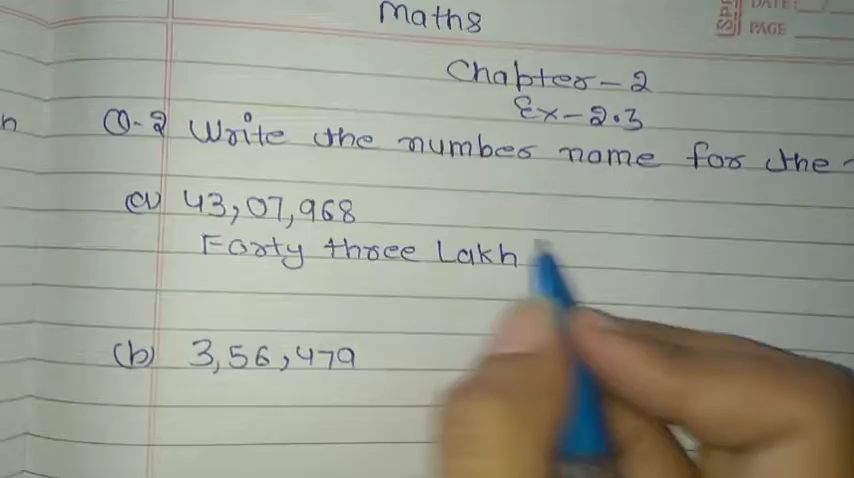 Maths
DATE
PAGE
Chapter-2
Ex-2.3
n
Q-2 Write the number name for the
(a) 43,07,968
Forty three Lakh
(b) 3,56,479